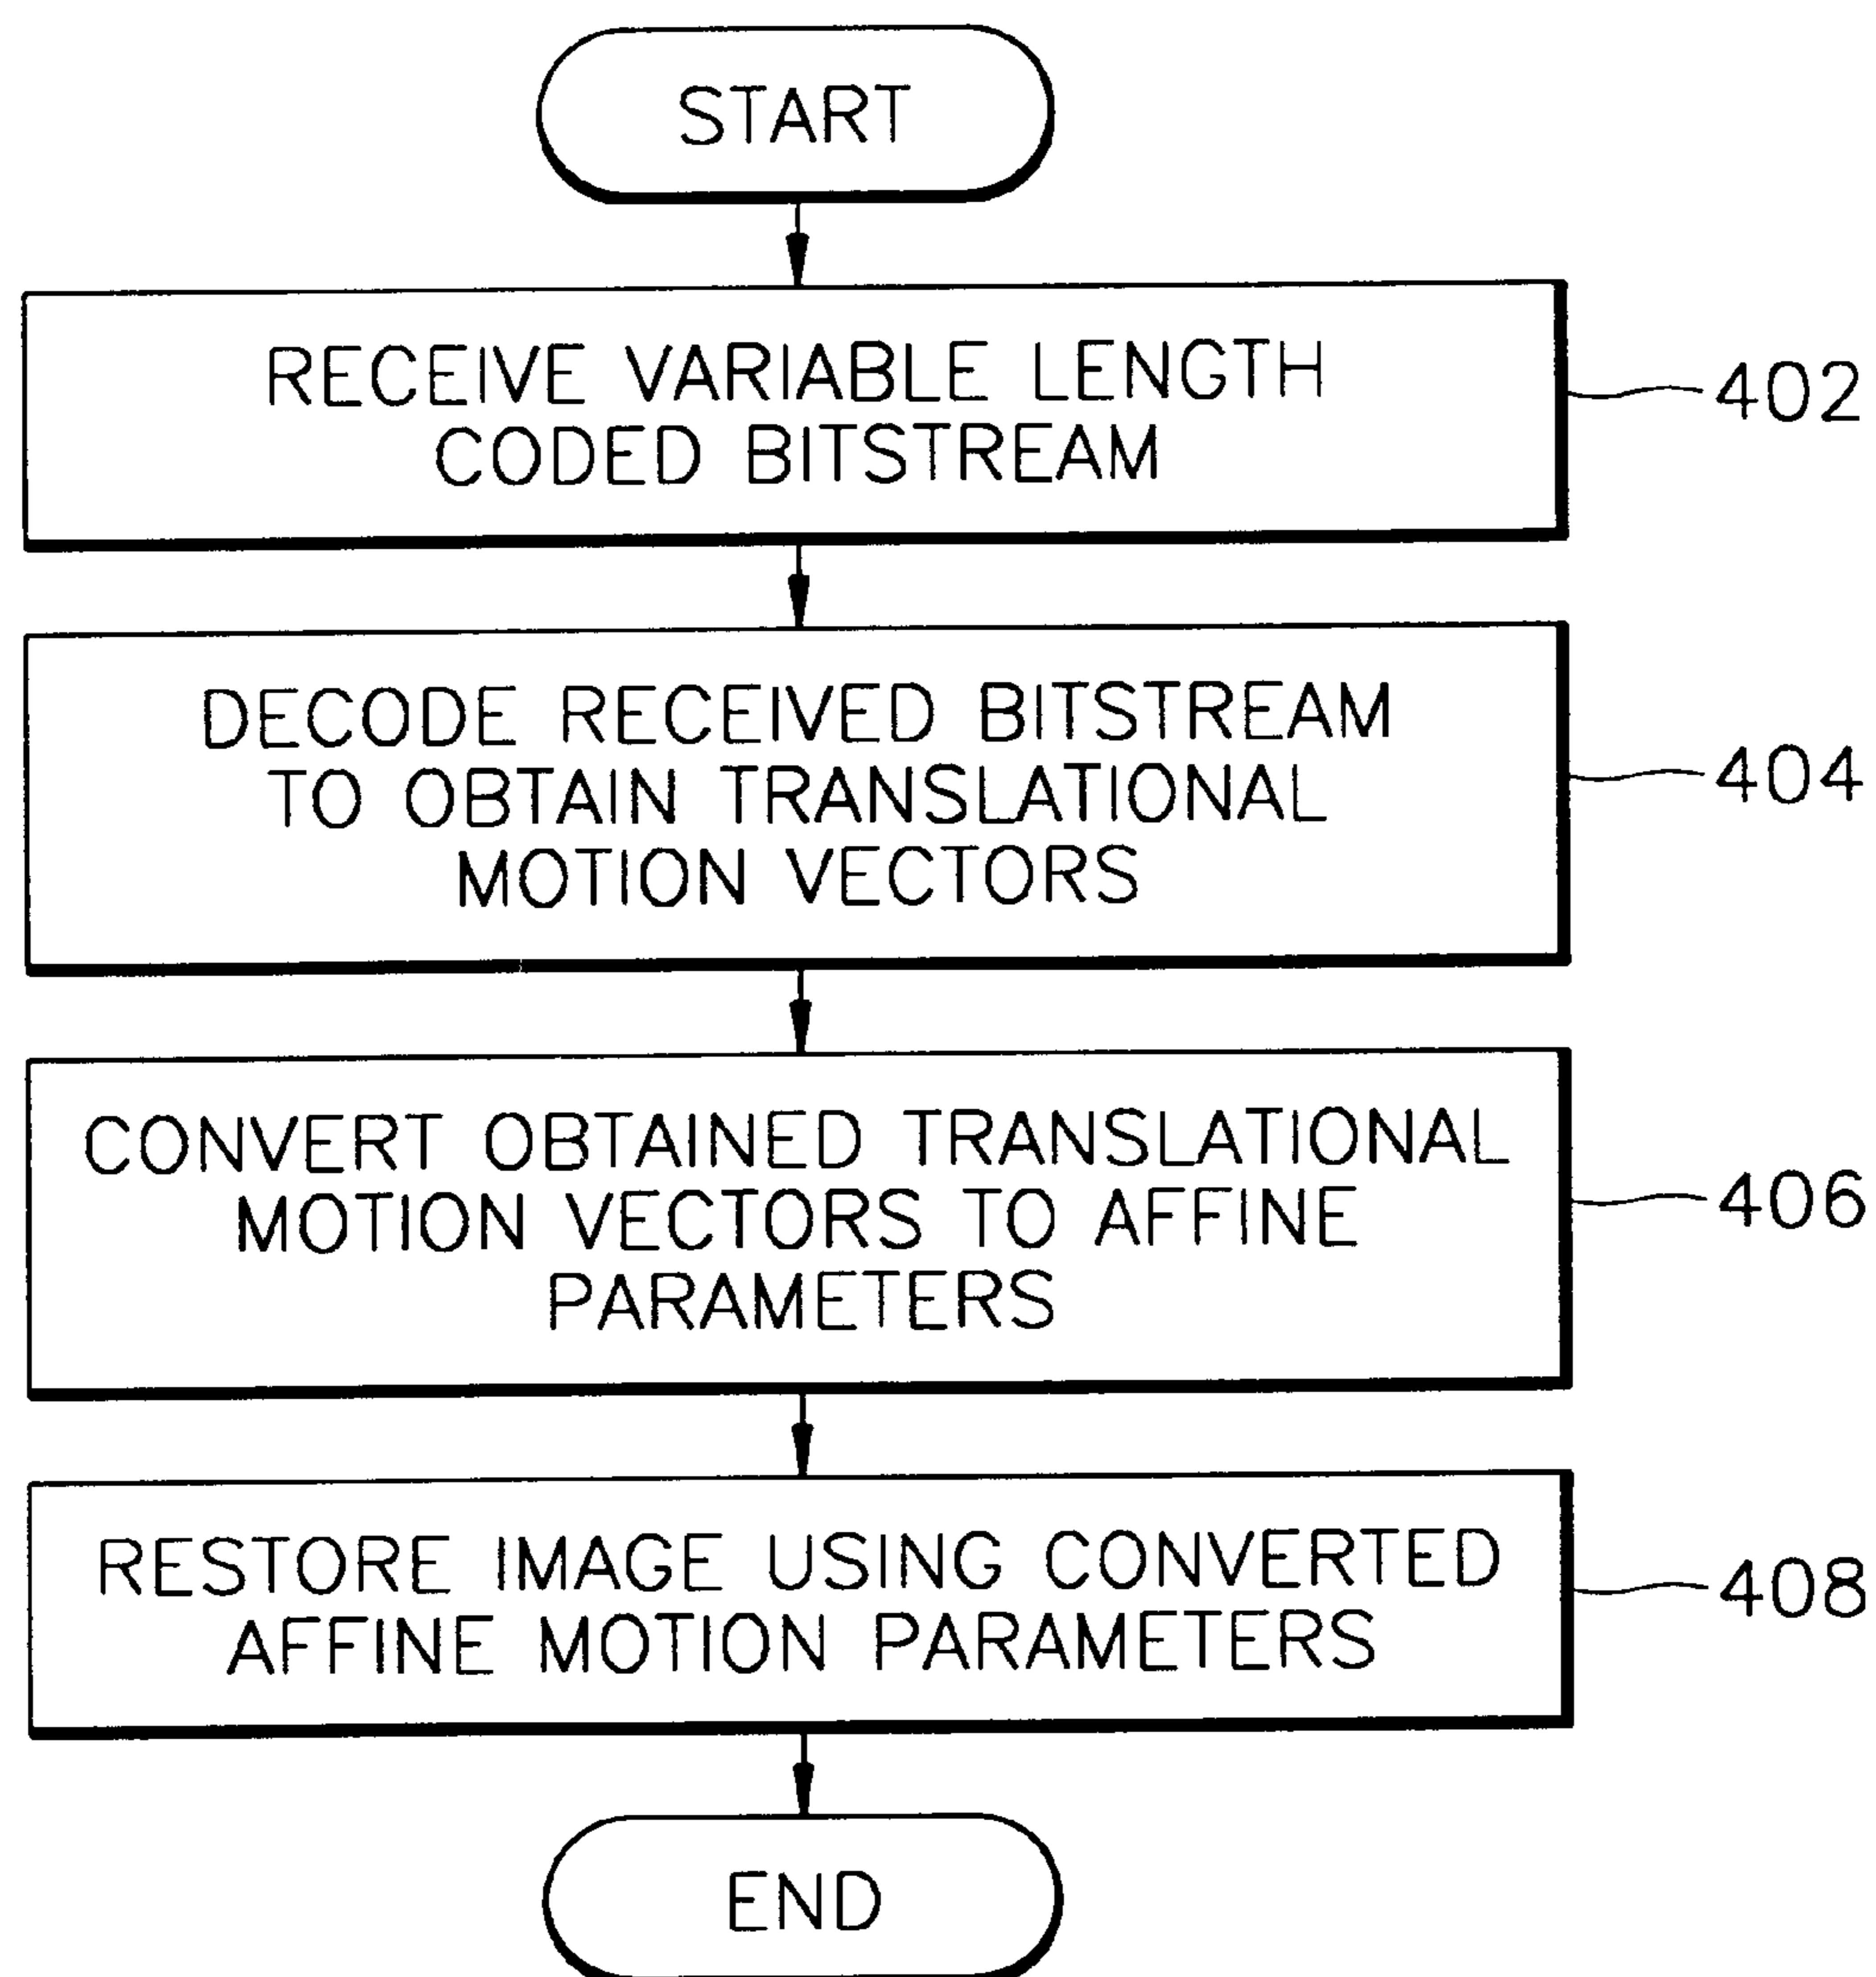 START
RECEIVE VARIABLE LENGTH
CODED BITSTREAM
402
DECODE RECEIVED BITSTREAM
TO OBTAIN TRANSLATIONAL
MOTION VECTORS
404
CONVERT OBTAINED TRANSLATIONAL
MOTION VECTORS TO AFFINE
PARAMETERS
406
RESTORE IMAGE USING CONVERTED
AFFINE MOTION PARAMETERS
408
END